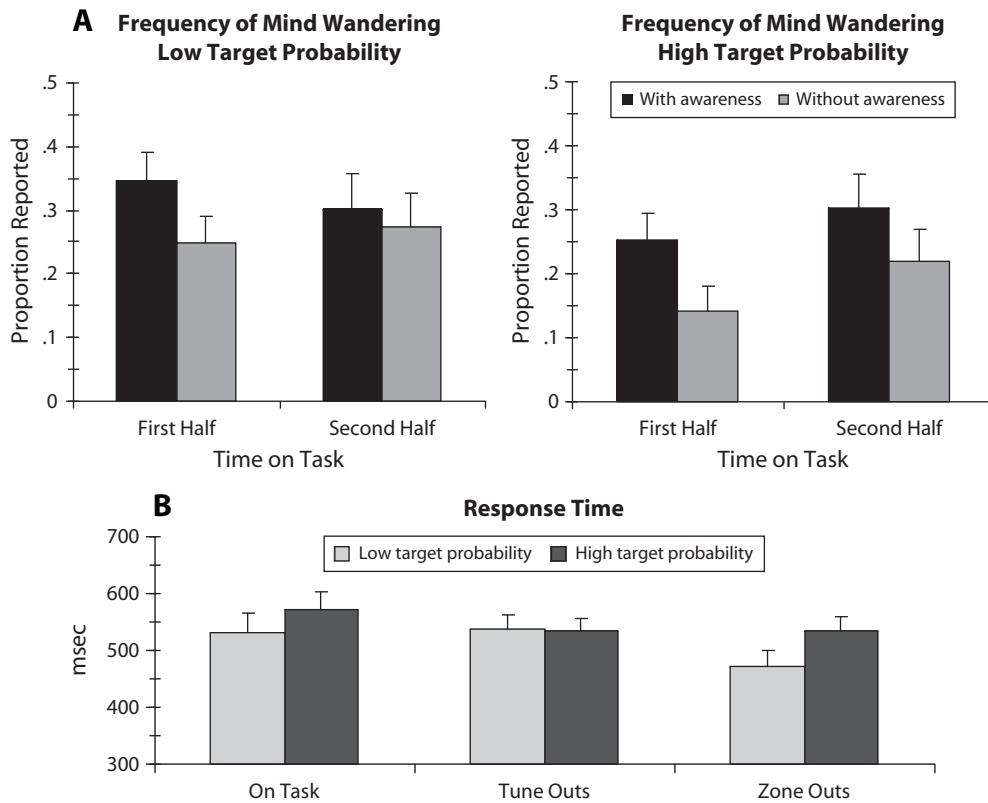 A
Frequency of Mind Wandering
Low Target Probability
.5
.4
.3
.2
.1
0
Proportion Reported
First Half
Second Half
Time on Task
Frequency of Mind Wandering
High Target Probability
With awareness
Without awareness
.5
.4
.3
.2
.1
0
Proportion Reported
First Half
Second Half
Time on Task
B
Response Time
Low target probability
High target probability
700
600
500
400
300
msec
On Task
Tune Outs
Zone Outs